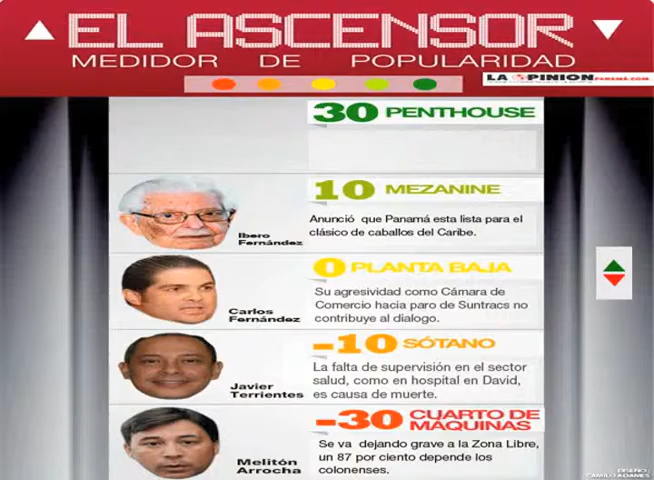 EL ASCENSOR
MEDIDOR DE POPULARIDAD
LA OPINION PANAMÁ.COM
30 PENTHOUSE
10 MEZANINE
Anunció que Panamá esta lista para el
clásico de caballos del Caribe.
Ibero
Fernández
0 PLANTA BAJA
Su agresividad como Cámara de
Comercio hacia paro de Suntracs no
contribuye al dialogo.
Carlos
Fernández
-10 SÓTANO
La falta de supervisión en el sector
salud, como en hospital en David,
es causa de muerte.
Javier
Terrientes
-30 CUARTO DE
MAQUINAS
Se va dejando grave a la Zona Libre,
un 87 por ciento depende los
colonenses.
Melitón
Arrocha
DISEÑO:
CAMILO ADAMES